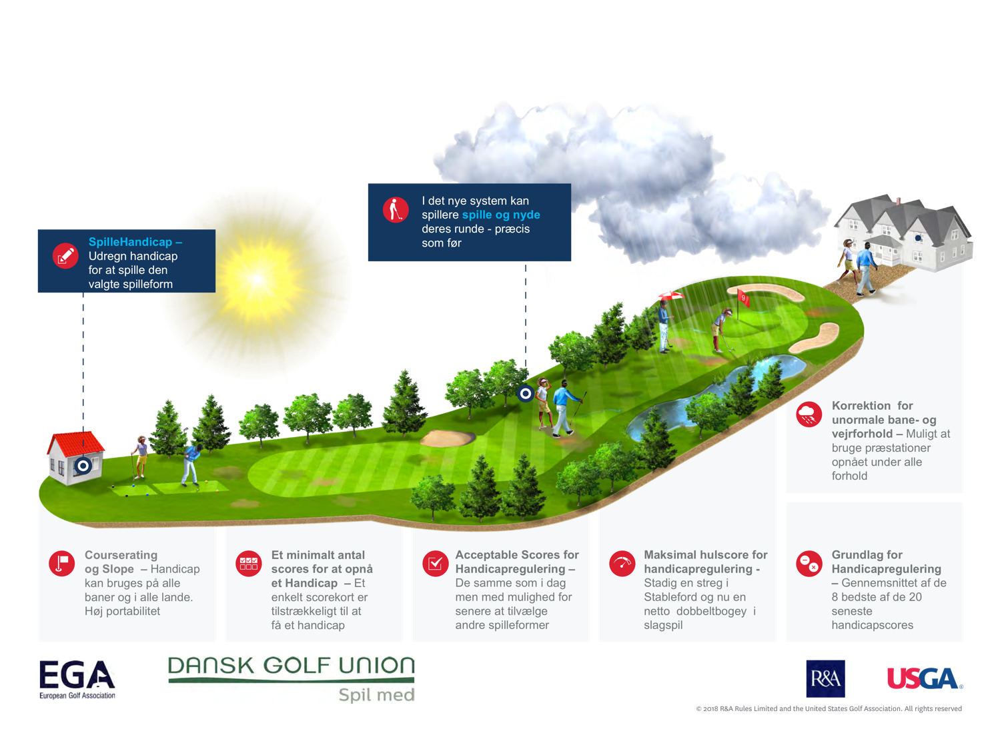 SpilleHandicap –
Udregn handicap
for at spille den
valgte spilleform
I det nye system kan
spillere spille og nyde
deres runde - præcis
som før
9
Korrektion for
unormale bane- og
vejrforhold – Muligt at
bruge præstationer
opnået under alle
forhold
Courserating
og Slope – Handicap
kan bruges på alle
baner og i alle lande.
Høj portabilitet
Et minimalt antal
scores for at opnå
et Handicap – Et
enkelt scorekort er
tilstrækkeligt til at
få et handicap
Acceptable Scores for
Handicapregulering –
De samme som i dag
men med mulighed for
senere at tilvælge
andre spilleformer
Maksimal hulscore for
handicapregulering -
Stadig en streg i
Stableford og nu en
netto dobbeltbogey i
slagspil
Grundlag for
Handicapregulering
– Gennemsnittet af de
8 bedste af de 20
seneste
handicapscores
EGA
European Golf Association
DANSK GOLF UNION
Spil med
R&A
USGA®
© 2018 R&A Rules Limited and the United States Golf Association. All rights reserved